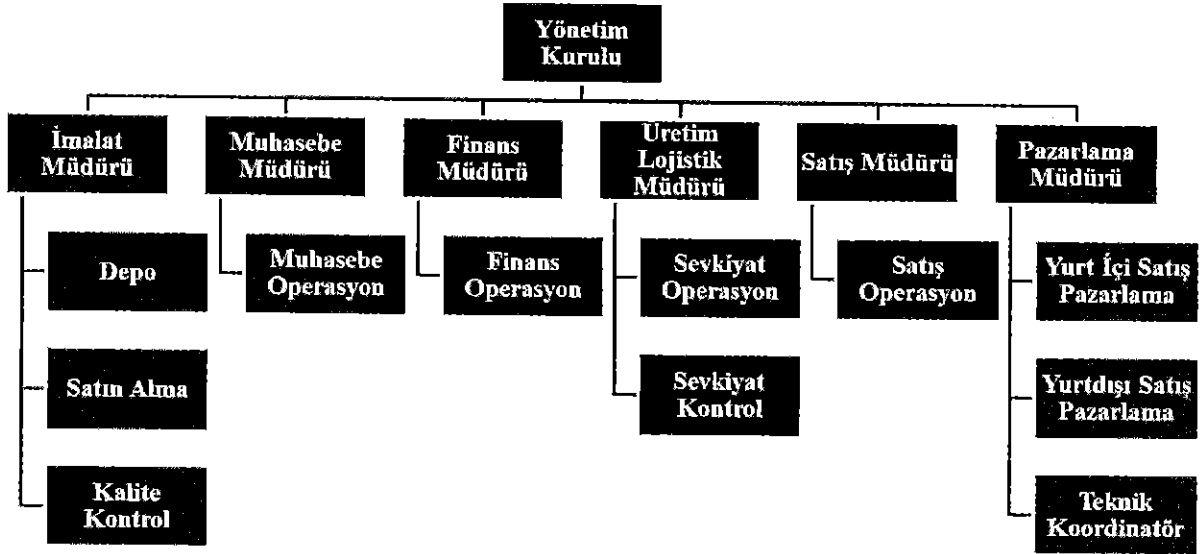 Yönetim
Kurulu
İmalat
Müdürü
Muhasebe
Müdürü
Finans
Müdürü
Üretim
Lojistik
Müdürü
Satış Müdürü
Pazarlama
Müdürü
Depo
Muhasebe
Operasyon
Finans
Operasyon
Sevkiyat
Operasyon
Satış
Operasyon
Yurt İçi Satış
Pazarlama
Satın Alma
Sevkiyat
Kontrol
Yurtdışı Satış
Pazarlama
Kalite
Kontrol
Teknik
Koordinatör